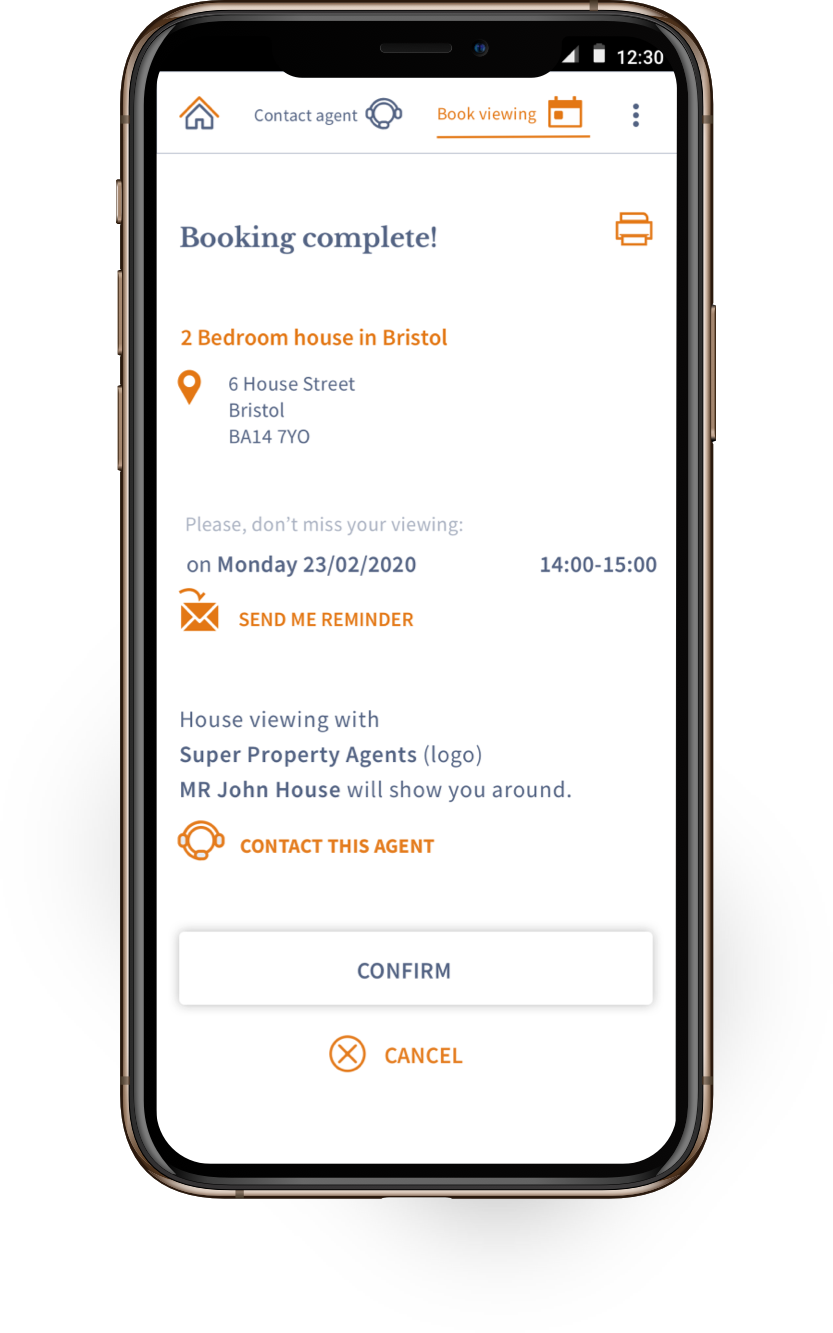 12:30
Contact agent
Book viewing
Booking complete!
2 Bedroom house in Bristol
6 House Street
Bristol
BA14 7YO
Please, don’t miss your viewing:
on Monday 23/02/2020 14:00-15:00
SEND ME REMINDER
House viewing with
Super Property Agents (logo)
MR John House will show you around.
CONTACT THIS AGENT
CONFIRM
CANCEL